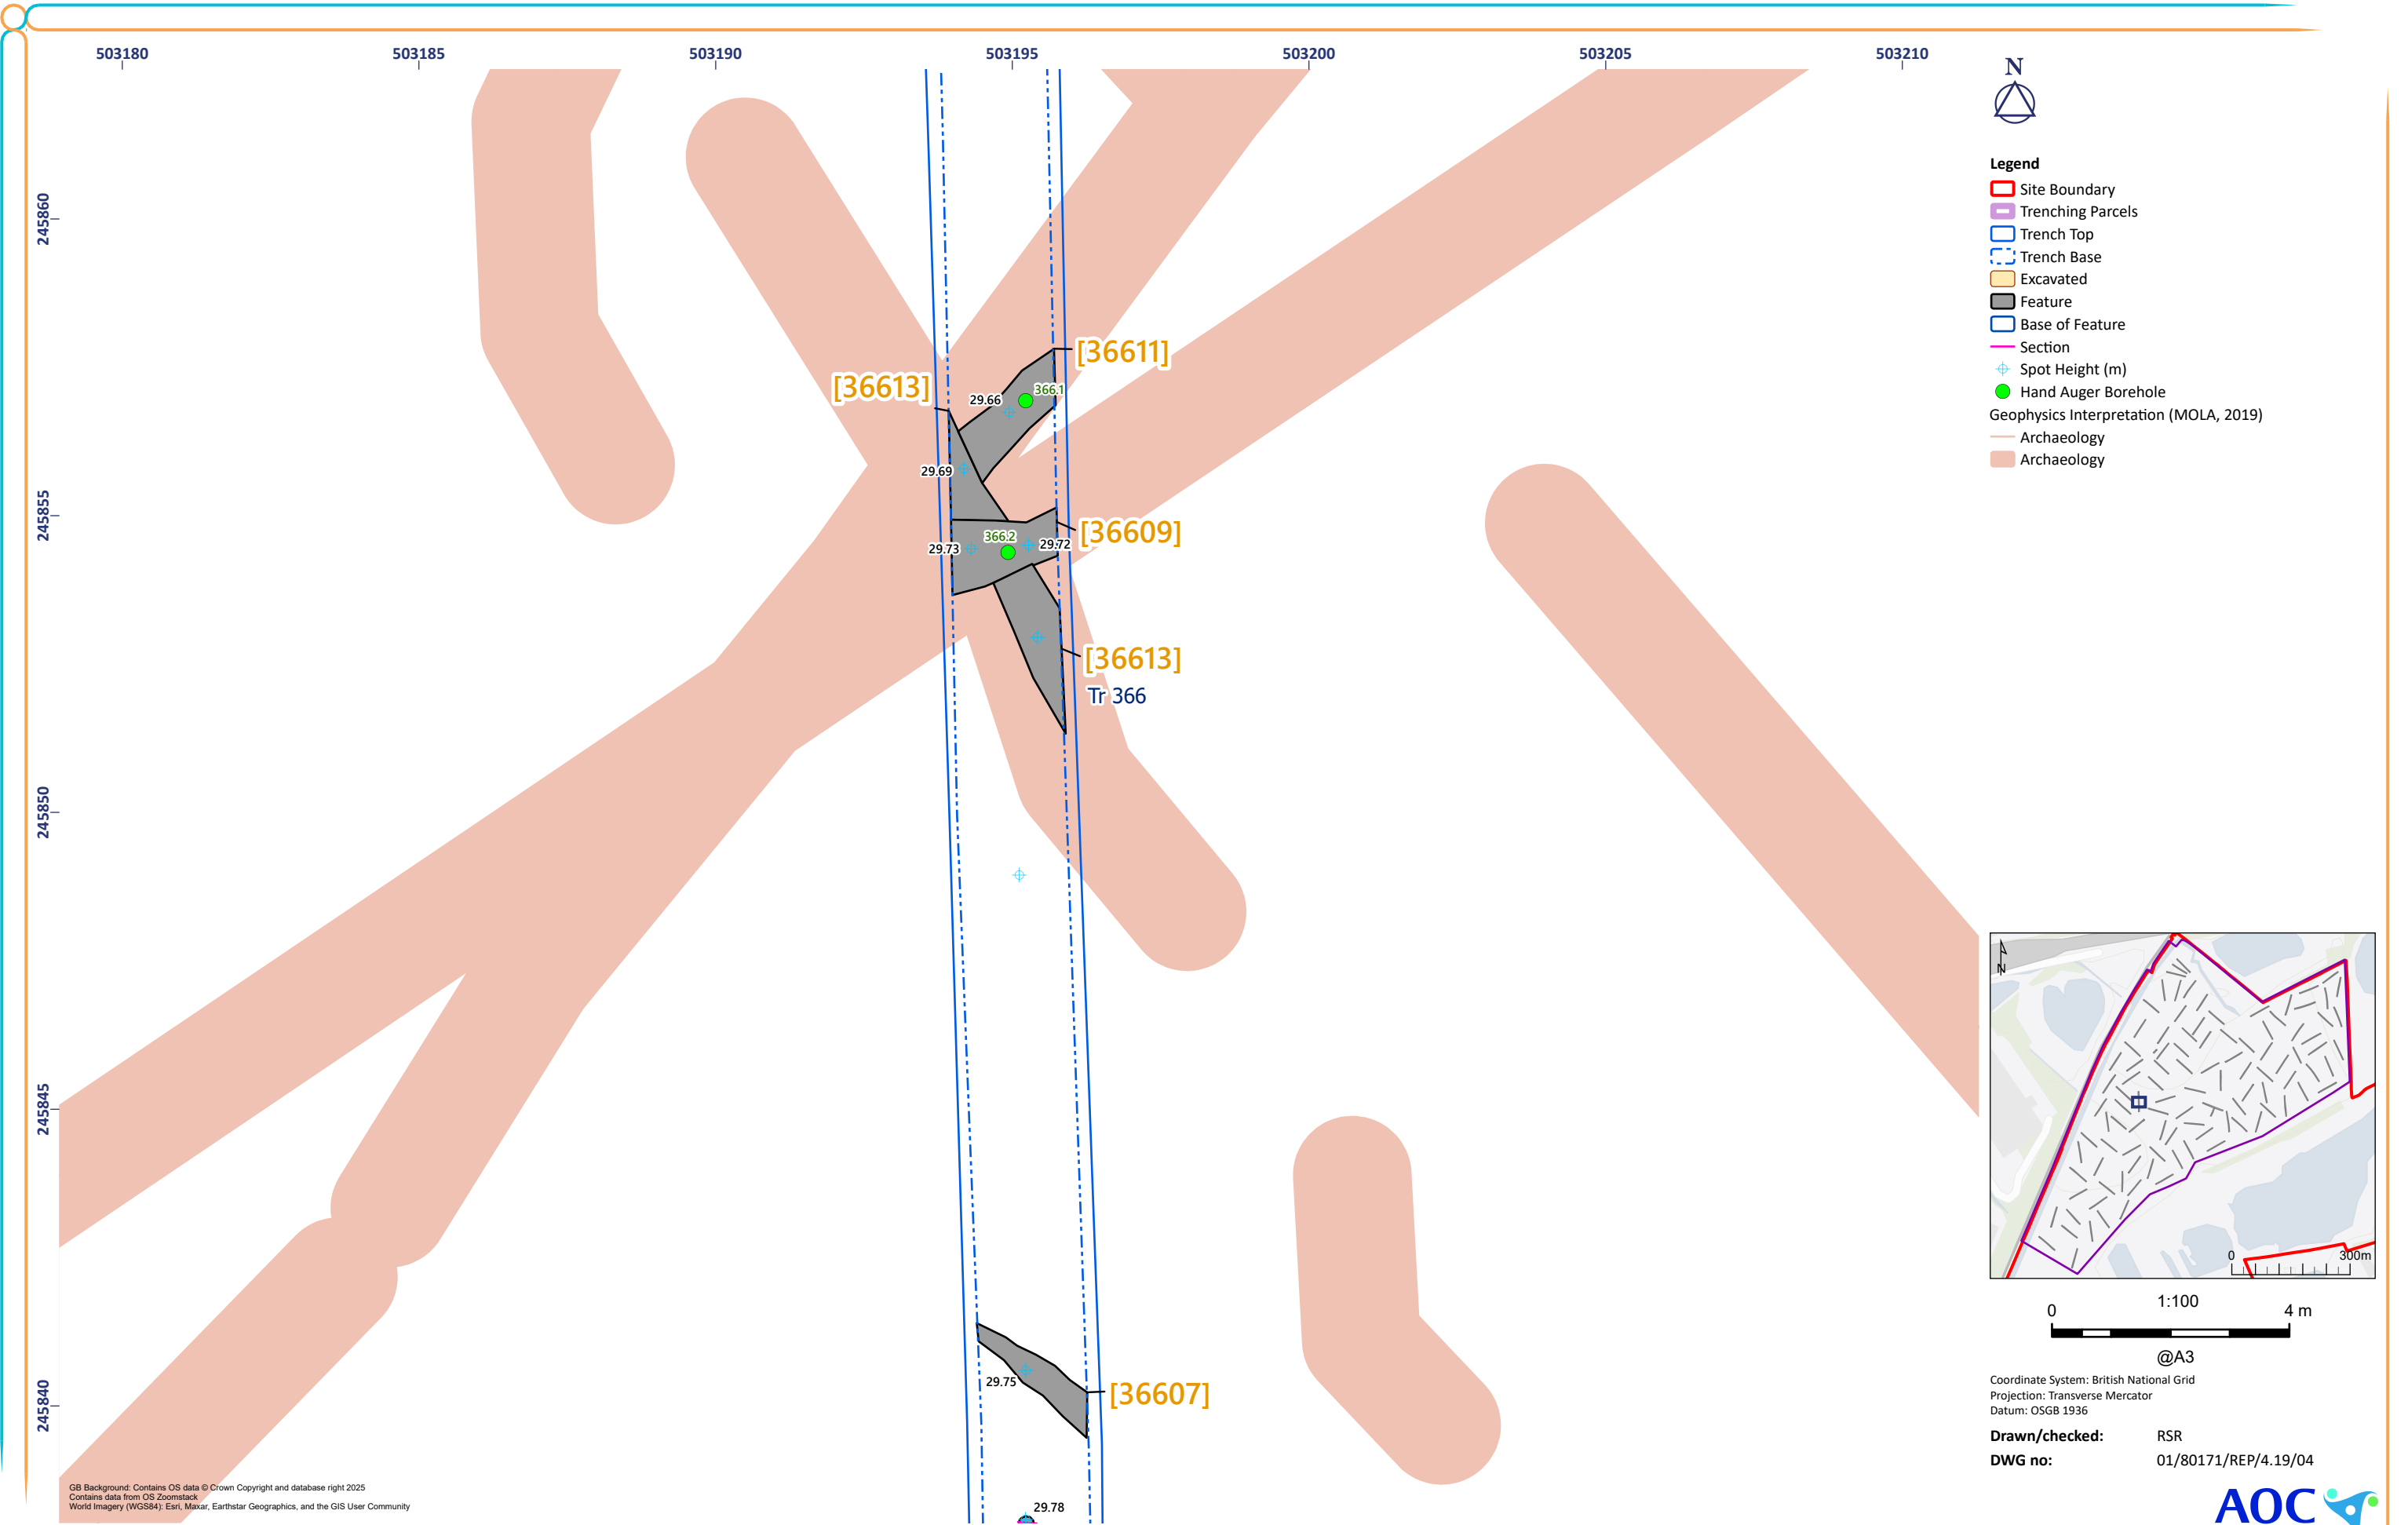 503180 503185 503190 503195 503200 503205 503210
245860
245855
245850
245845
245840
[36611]
[36613]
366.1
29.66
29.69
[36609]
366.2
29.73
29.72
[36613]
Tr 366
29.75
[36607]
29.78
GB Background: Contains OS data © Crown Copyright and database right 2025
Contains data from OS Zoomstack
World Imagery (WGS84): Esri, Maxar, Earthstar Geographics, and the GIS User Community
N
Legend
Site Boundary
Trenching Parcels
Trench Top
Trench Base
Excavated
Feature
Base of Feature
Section
Spot Height (m)
Hand Auger Borehole
Geophysics Interpretation (MOLA, 2019)
Archaeology
Archaeology
N
0 300m
1:100
0 4 m
@A3
Coordinate System: British National Grid
Projection: Transverse Mercator
Datum: OSGB 1936
Drawn/checked: RSR
DWG no: 01/80171/REP/4.19/04
AOC